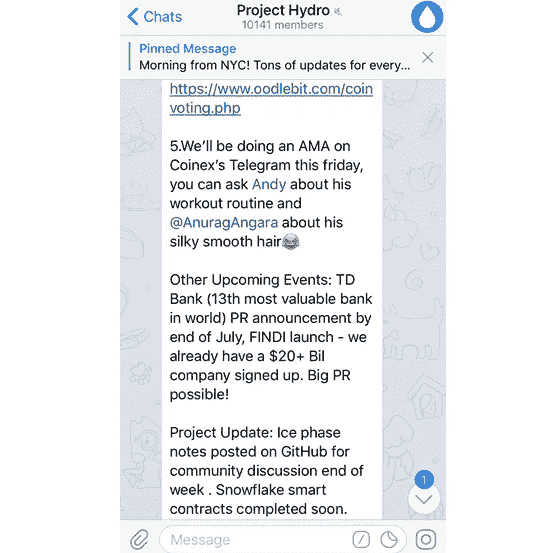 Chats
Project Hydro
10141 members
Pinned Message
Morning from NYC! Tons of updates for every...
https://www.oodlebit.com/coin
voting.php
5.We'll be doing an AMA on
Coinex's Telegram this friday,
you can ask Andy about his
workout routine and
@AnuragAngara about his
silky smooth hair😂
Other Upcoming Events: TD
Bank (13th most valuable bank
in world) PR announcement by
end of July, FINDI launch - we
already have a $20+ Bil
company signed up. Big PR
possible!
Project Update: Ice phase
notes posted on GitHub for
community discussion end of
week . Snowflake smart
contracts completed soon.
1
Message